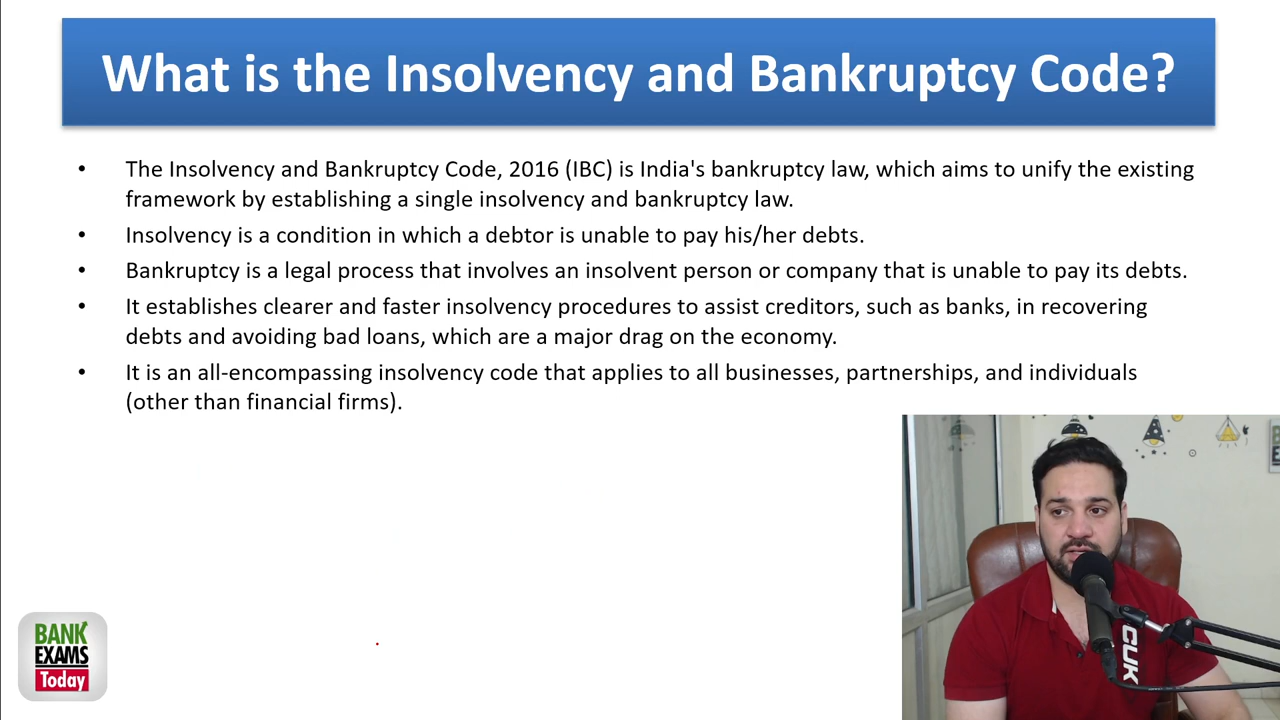 What is the Insolvency and Bankruptcy Code?
• The Insolvency and Bankruptcy Code, 2016 (IBC) is India's bankruptcy law, which aims to unify the existing
framework by establishing a single insolvency and bankruptcy law.
• Insolvency is a condition in which a debtor is unable to pay his/her debts.
• Bankruptcy is a legal process that involves an insolvent person or company that is unable to pay its debts.
• It establishes clearer and faster insolvency procedures to assist creditors, such as banks, in recovering
debts and avoiding bad loans, which are a major drag on the economy.
• It is an all-encompassing insolvency code that applies to all businesses, partnerships, and individuals
(other than financial firms).
BANK
EXAMS
Today
CUK